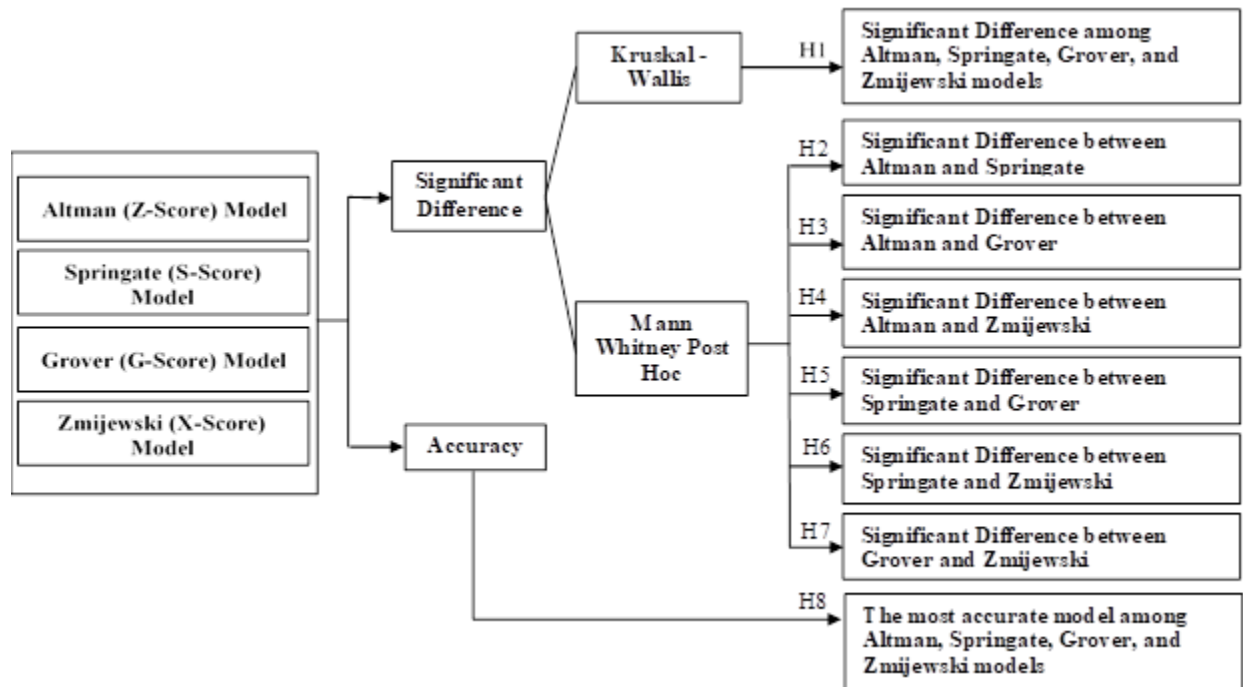 Altman (Z-Score) Model
Springate (S-Score)
Model
Grover (G-Score) Model
Zmijewski (X-Score)
Model
Significant
Difference
Accuracy
Kruskal -
Wallis
Mann
Whitney Post
Hoc
H1
Significant Difference among
Altman, Springate, Grover, and
Zmijewski models
H2
Significant Difference between
Altman and Springate
H3
Significant Difference between
Altman and Grover
H4
Significant Difference between
Altman and Zmijewski
H5
Significant Difference between
Springate and Grover
H6
Significant Difference between
Springate and Zmijewski
H7
Significant Difference between
Grover and Zmijewski
H8
The most accurate model among
Altman, Springate, Grover, and
Zmijewski models